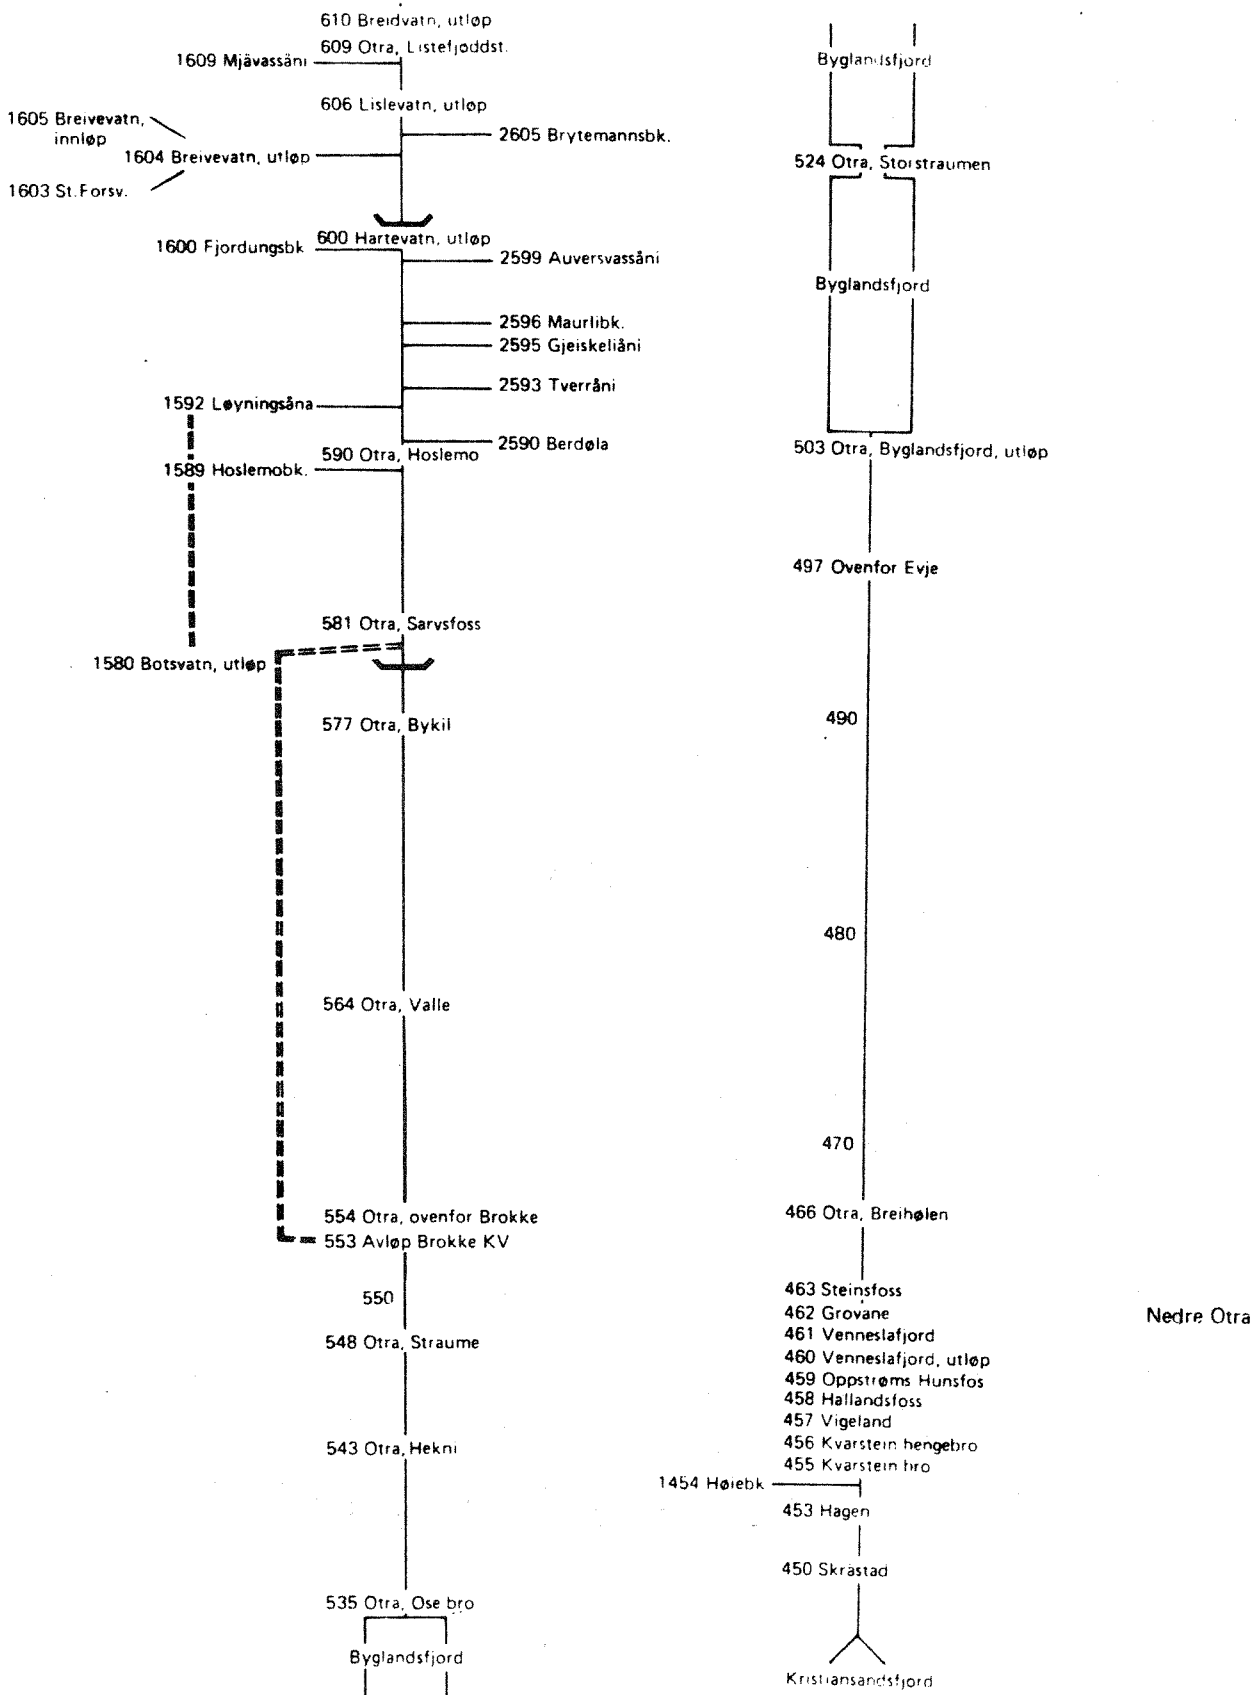 610 Breidvatn, utløp
609 Otra, Listefjøddst.
1609 Mjåvassåni
606 Lislevatn, utløp
1605 Breivevatn,
innløp
2605 Brytemannsbk.
1604 Breivevatn, utløp
1603 St.Forsv.
600 Hartevatn, utløp
1600 Fjordungsbk
2599 Auversvassåni
2596 Maurlibk.
2595 Gjeiskeliåni
2593 Tverråni
1592 Løyningsåna
2590 Berdøla
590 Otra, Hoslemo
1589 Hoslemobk.
581 Otra, Sarvsfoss
1580 Botsvatn, utløp
577 Otra, Bykil
564 Otra, Valle
554 Otra, ovenfor Brokke
553 Avløp Brokke KV
550
548 Otra, Straume
543 Otra, Hekni
535 Otra, Ose bro
Byglandsfjord
Byglandsfjord
524 Otra, Storstraumen
Byglandsfjord
503 Otra, Byglandsfjord, utløp
497 Ovenfor Evje
490
480
470
466 Otra, Breihølen
463 Steinsfoss
462 Grovane
461 Venneslafjord
460 Venneslafjord, utløp
459 Oppstrøms Hunsfos
458 Hallandsfoss
457 Vigeland
456 Kvarstein hengebro
455 Kvarstein bro
1454 Høiebk
453 Hagen
450 Skråstad
Kristiansandsfjord
Nedre Otra